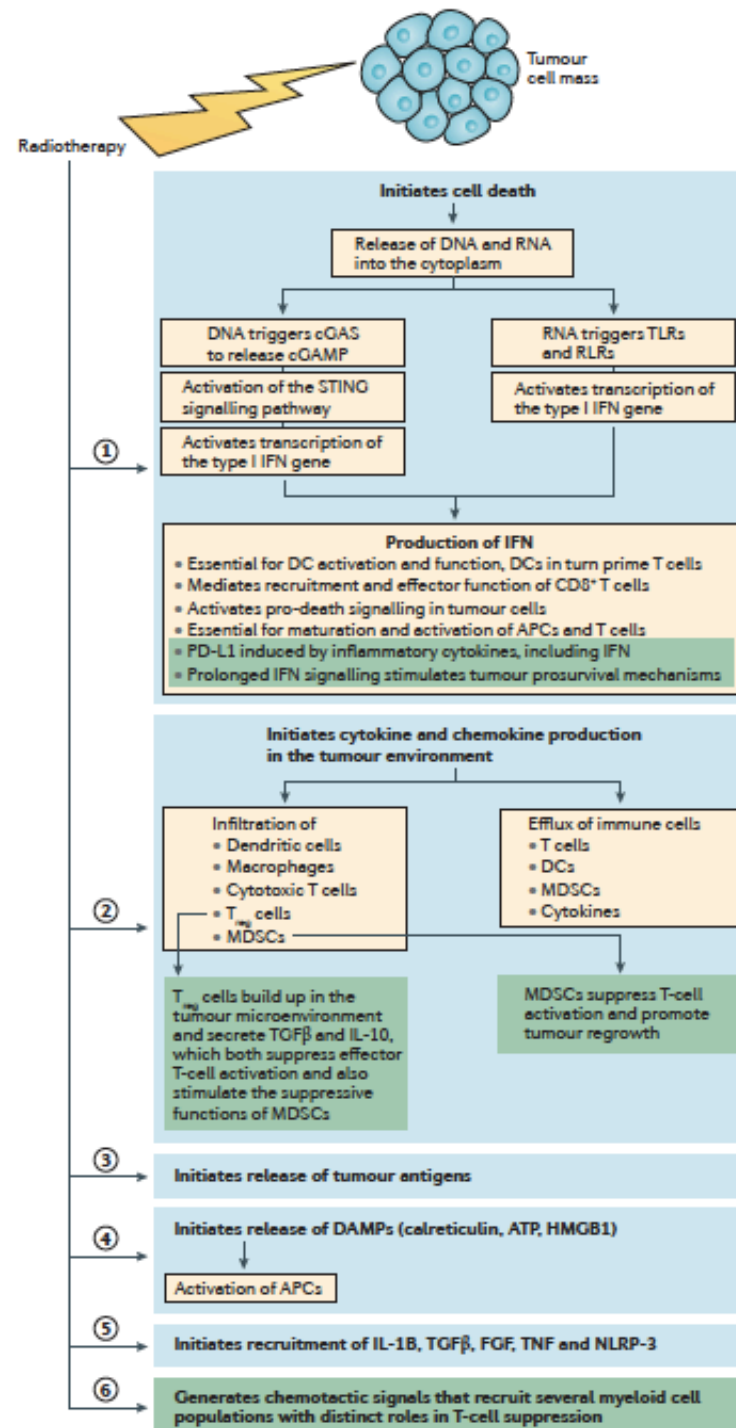 Tumour
cell mass
Radiotherapy
Initiates cell death
Release of DNA and RNA
into the cytoplasm
DNA triggers cGAS
to release cGAMP
RNA triggers TLRs
and RLRs
Activation of the STING
signalling pathway
Activates transcription of
the type I IFN gene
Activates transcription of
the type I IFN gene
①
Production of IFN
• Essential for DC activation and function, DCs in turn prime T cells
• Mediates recruitment and effector function of CD8⁺ T cells
• Activates pro-death signalling in tumour cells
• Essential for maturation and activation of APCs and T cells
• PD-L1 induced by inflammatory cytokines, including IFN
• Prolonged IFN signalling stimulates tumour prosurvival mechanisms
Initiates cytokine and chemokine production
in the tumour environment
Infiltration of
• Dendritic cells
• Macrophages
• Cytotoxic T cells
• Treg cells
• MDSCs
Efflux of immune cells
• T cells
• DCs
• MDSCs
• Cytokines
②
Treg cells build up in the
tumour microenvironment
and secrete TGFβ and IL-10,
which both suppress effector
T-cell activation and also
stimulate the suppressive
functions of MDSCs
MDSCs suppress T-cell
activation and promote
tumour regrowth
③
Initiates release of tumour antigens
④
Initiates release of DAMPs (calreticulin, ATP, HMGB1)
Activation of APCs
⑤
Initiates recruitment of IL-1B, TGFβ, FGF, TNF and NLRP-3
⑥
Generates chemotactic signals that recruit several myeloid cell
populations with distinct roles in T-cell suppression